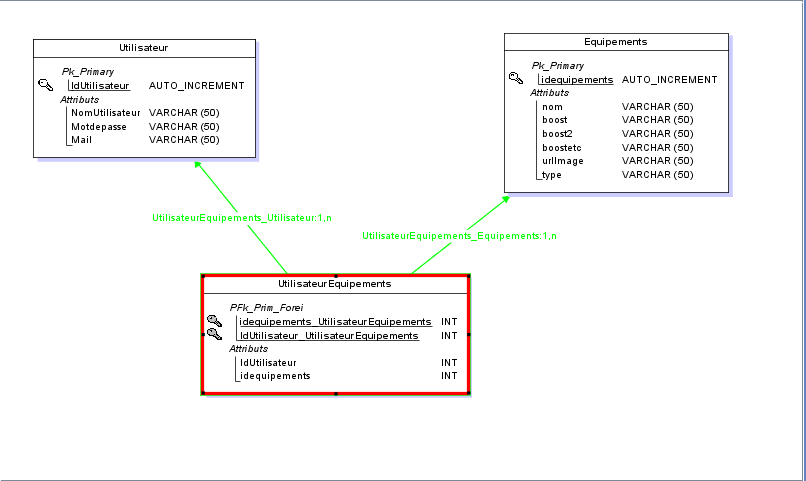 Utilisateur
Pk_Primary
IdUtilisateur AUTO_INCREMENT
Attributs
NomUtilisateur VARCHAR (50)
Motdepasse VARCHAR (50)
Mail VARCHAR (50)
Equipements
Pk_Primary
idequipements AUTO_INCREMENT
Attributs
nom VARCHAR (50)
boost VARCHAR (50)
boost2 VARCHAR (50)
boostetc VARCHAR (50)
urlImage VARCHAR (50)
type VARCHAR (50)
UtilisateurEquipements_Utilisateur:1,n
UtilisateurEquipements_Equipements:1,n
UtilisateurEquipements
PFk_Prim_Forei
idequipements_UtilisateurEquipements INT
IdUtilisateur_UtilisateurEquipements INT
Attributs
IdUtilisateur INT
idequipements INT